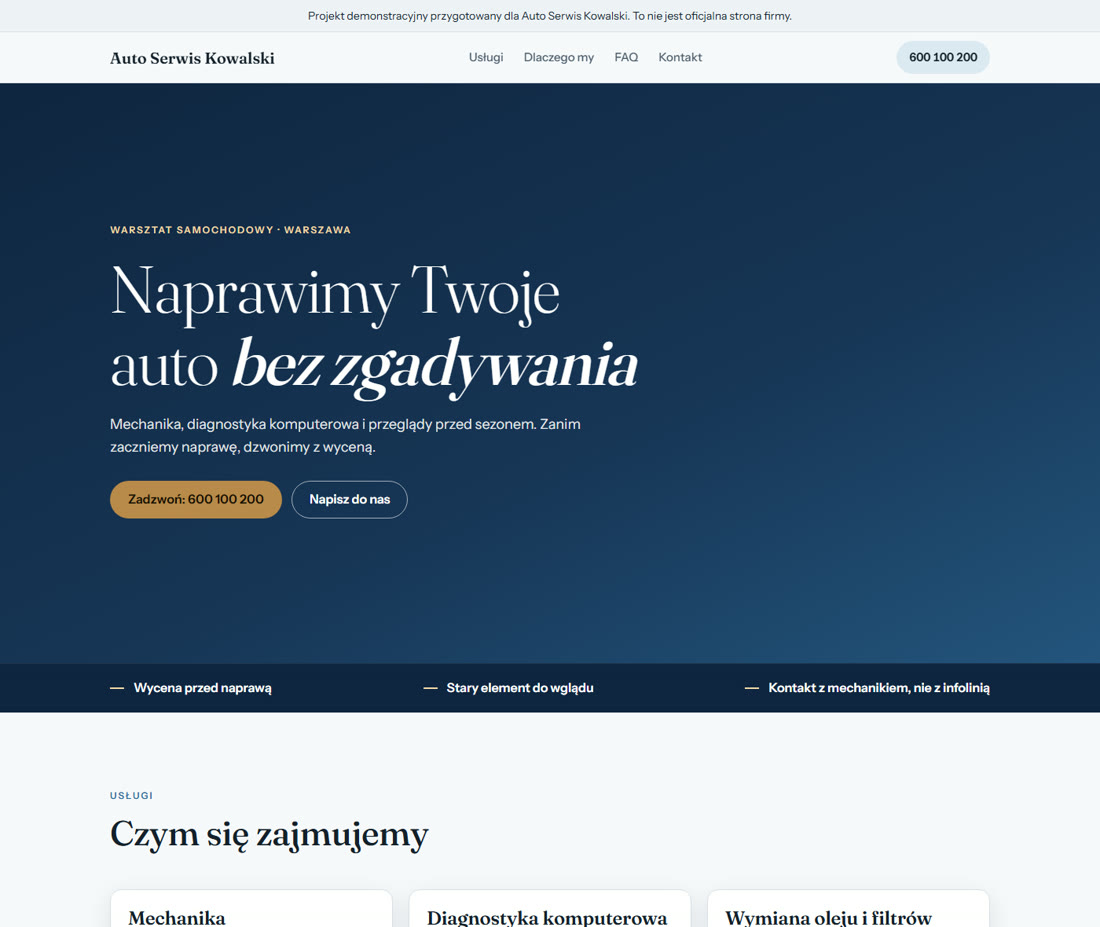 Projekt demonstracyjny przygotowany dla Auto Serwis Kowalski. To nie jest oficjalna strona firmy.
Auto Serwis Kowalski
Usługi
Dlaczego my
FAQ
Kontakt
600 100 200
WARSZTAT SAMOCHODOWY · WARSZAWA
Naprawimy Twoje
auto bez zgadywania
Mechanika, diagnostyka komputerowa i przeglądy przed sezonem. Zanim
zaczniemy naprawę, dzwonimy z wyceną.
Zadzwoń: 600 100 200
Napisz do nas
— Wycena przed naprawą
— Stary element do wglądu
— Kontakt z mechanikiem, nie z infolinią
USŁUGI
Czym się zajmujemy
Mechanika
Diagnostyka komputerowa
Wymiana oleju i filtrów